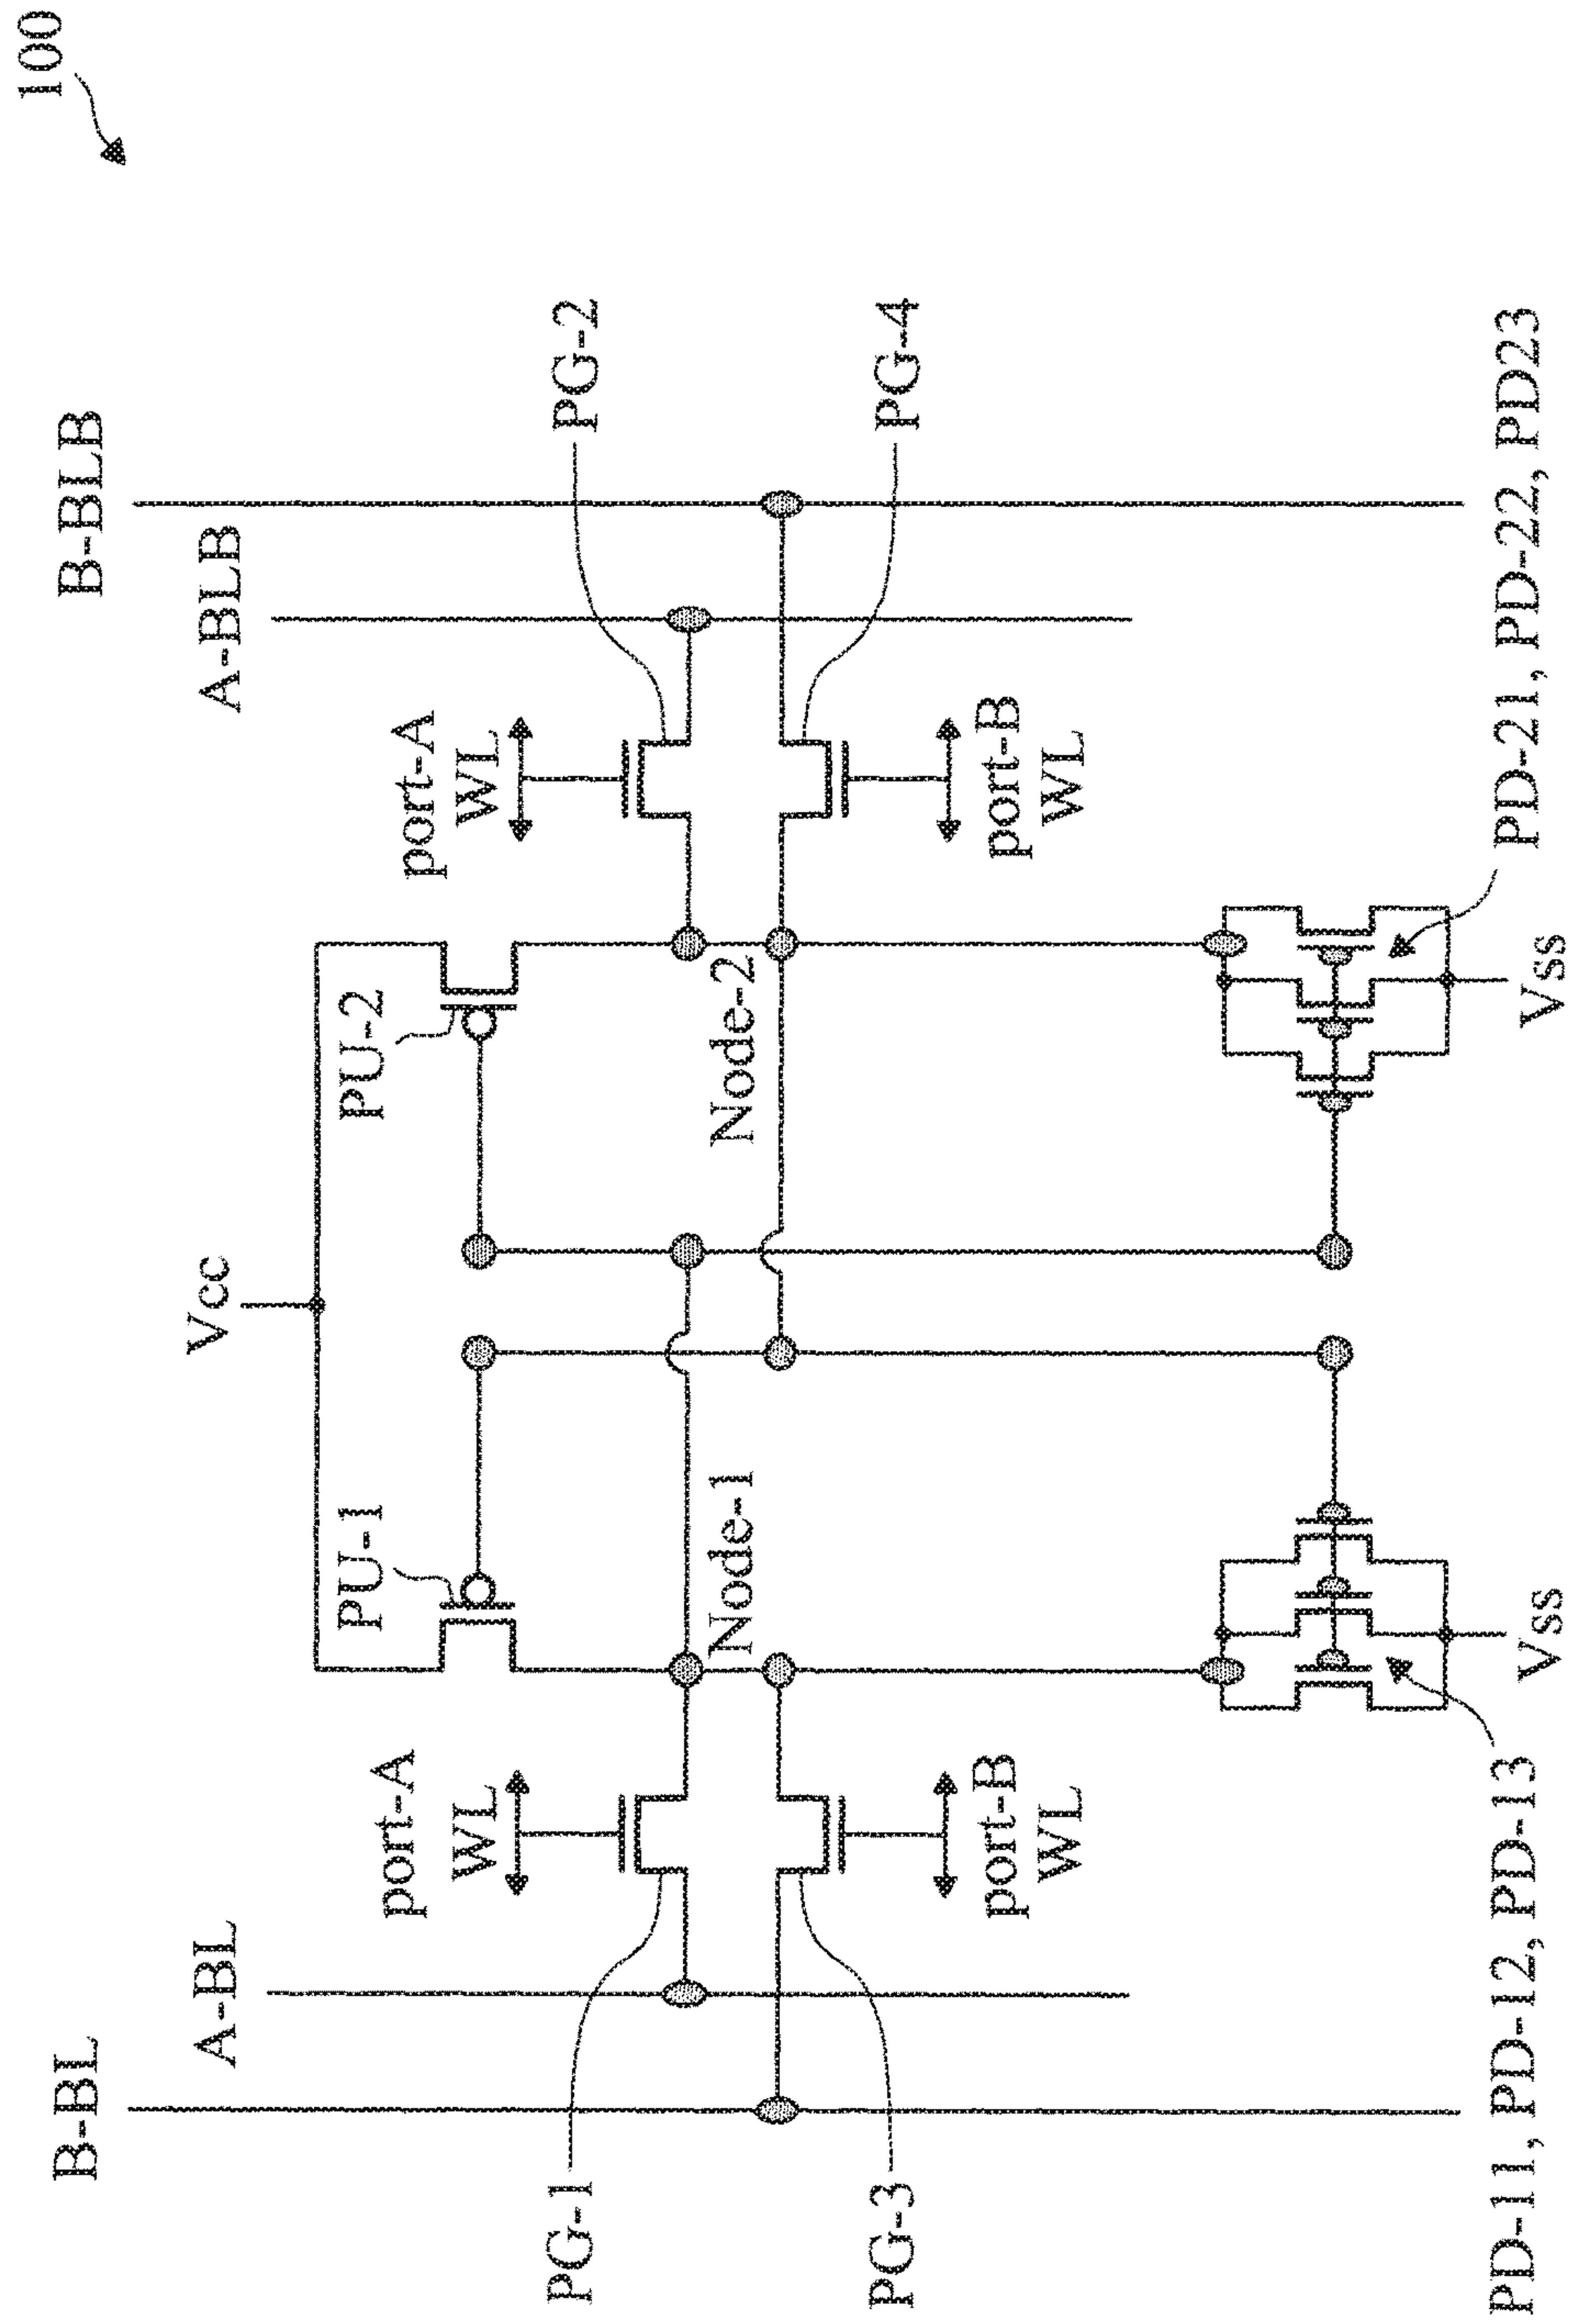 100
B-BL
B-BLB
A-BL
A-BLB
Vcc
PU-1
PU-2
port-A
WL
port-A
WL
PG-1
PG-2
Node-1
Node-2
PG-3
PG-4
port-B
WL
port-B
WL
Vss
Vss
PD-11, PD-12, PD-13
PD-21, PD-22, PD23